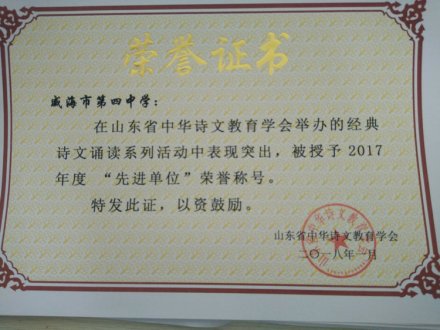 荣誉证书
威海市第四中学：
在山东省中华诗文教育学会举办的经典
诗文诵读系列活动中表现突出，被授予2017
年度 “先进单位”荣誉称号。
特发此证，以资鼓励。
山东省中华诗文教育学会
二〇一八年一月